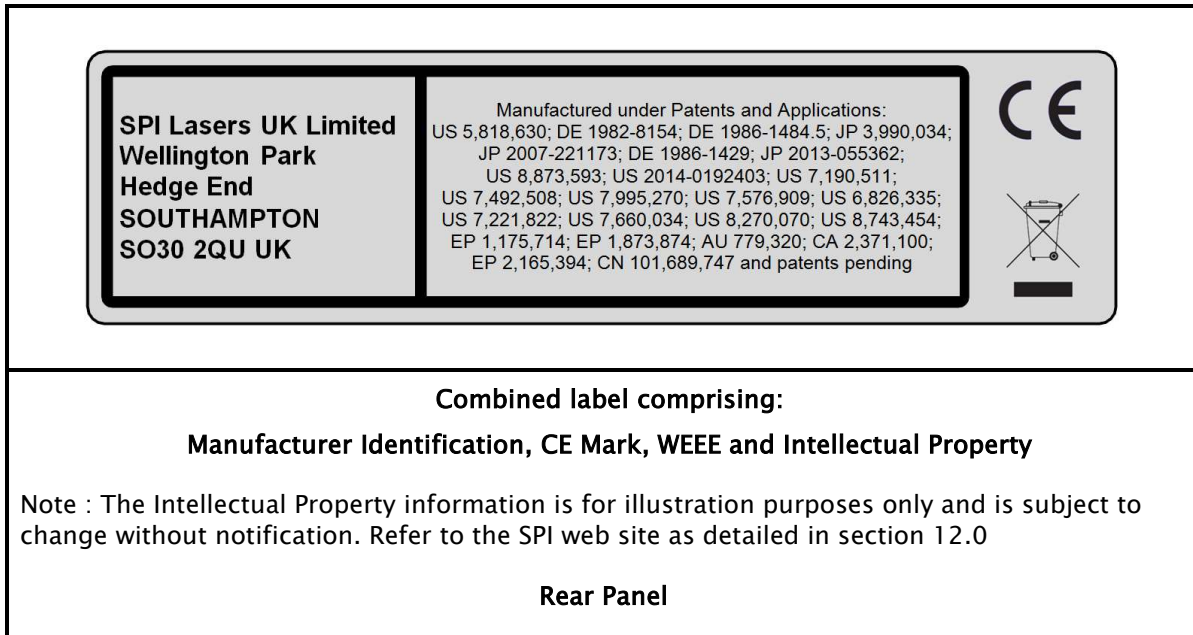 SPI Lasers UK Limited
Wellington Park
Hedge End
SOUTHAMPTON
SO30 2QU UK
Manufactured under Patents and Applications:
US 5,818,630; DE 1982-8154; DE 1986-1484.5; JP 3,990,034;
JP 2007-221173; DE 1986-1429; JP 2013-055362;
US 8,873,593; US 2014-0192403; US 7,190,511;
US 7,492,508; US 7,995,270; US 7,576,909; US 6,826,335;
US 7,221,822; US 7,660,034; US 8,270,070; US 8,743,454;
EP 1,175,714; EP 1,873,874; AU 779,320; CA 2,371,100;
EP 2,165,394; CN 101,689,747 and patents pending
CE
Combined label comprising:
Manufacturer Identification, CE Mark, WEEE and Intellectual Property
Note : The Intellectual Property information is for illustration purposes only and is subject to
change without notification. Refer to the SPI web site as detailed in section 12.0
Rear Panel